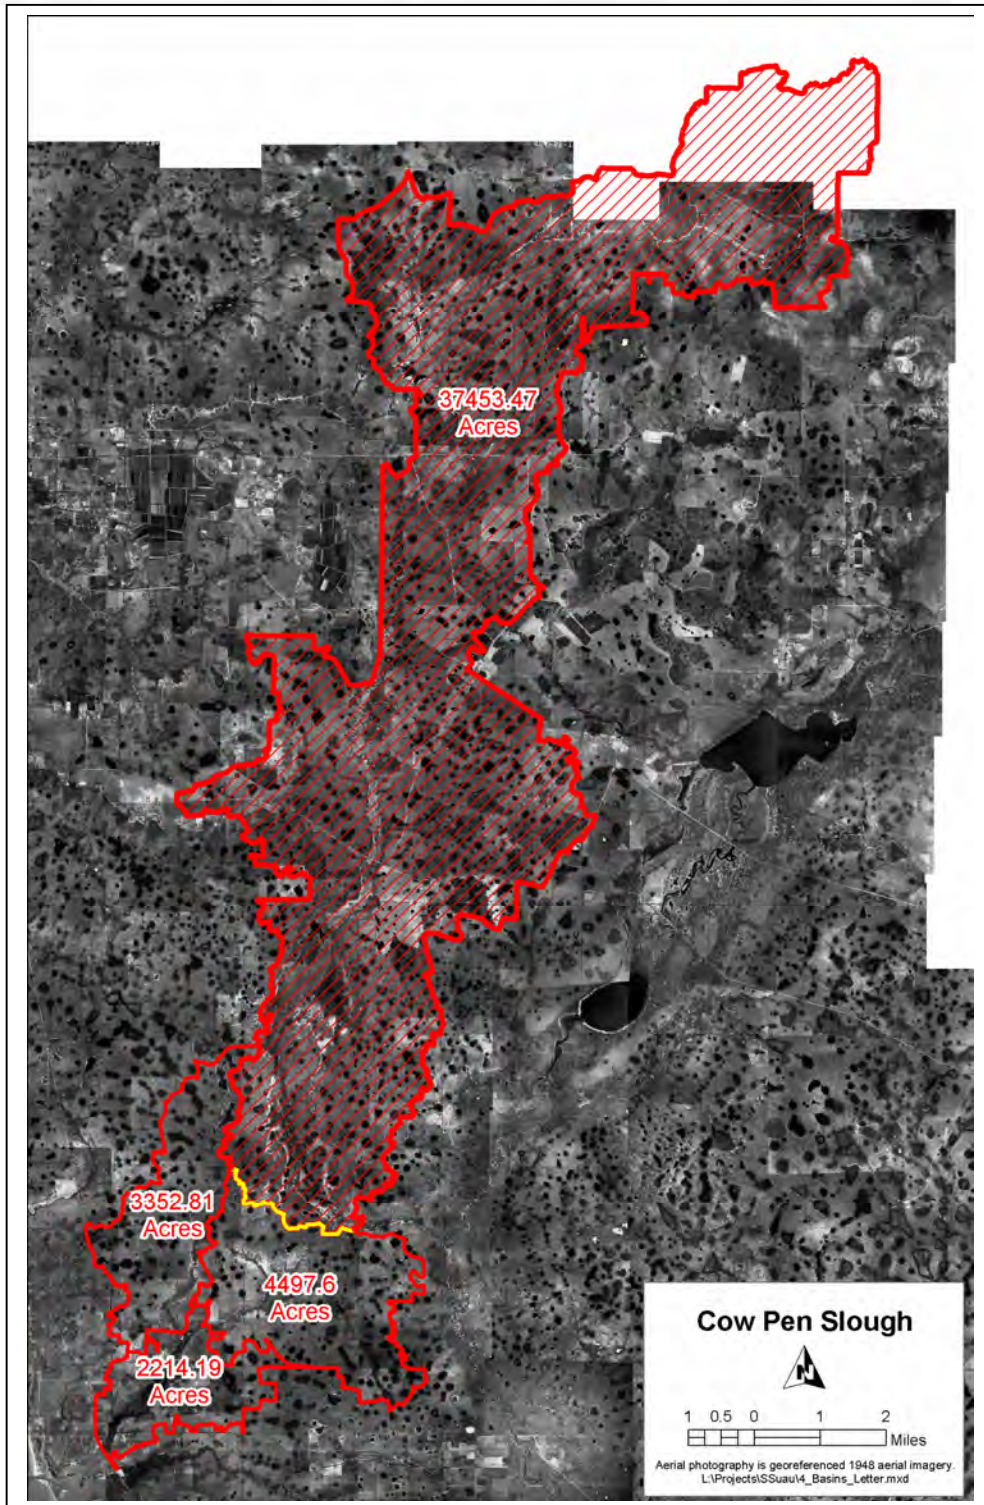 37453.47
Acres
3352.81
Acres
4497.6
Acres
2214.19
Acres
Cow Pen Slough
N
1 0.5 0 1 2
Miles
Aerial photography is georeferenced 1948 aerial imagery.
L:\Projects\SSuau\4_Basins_Letter.mxd